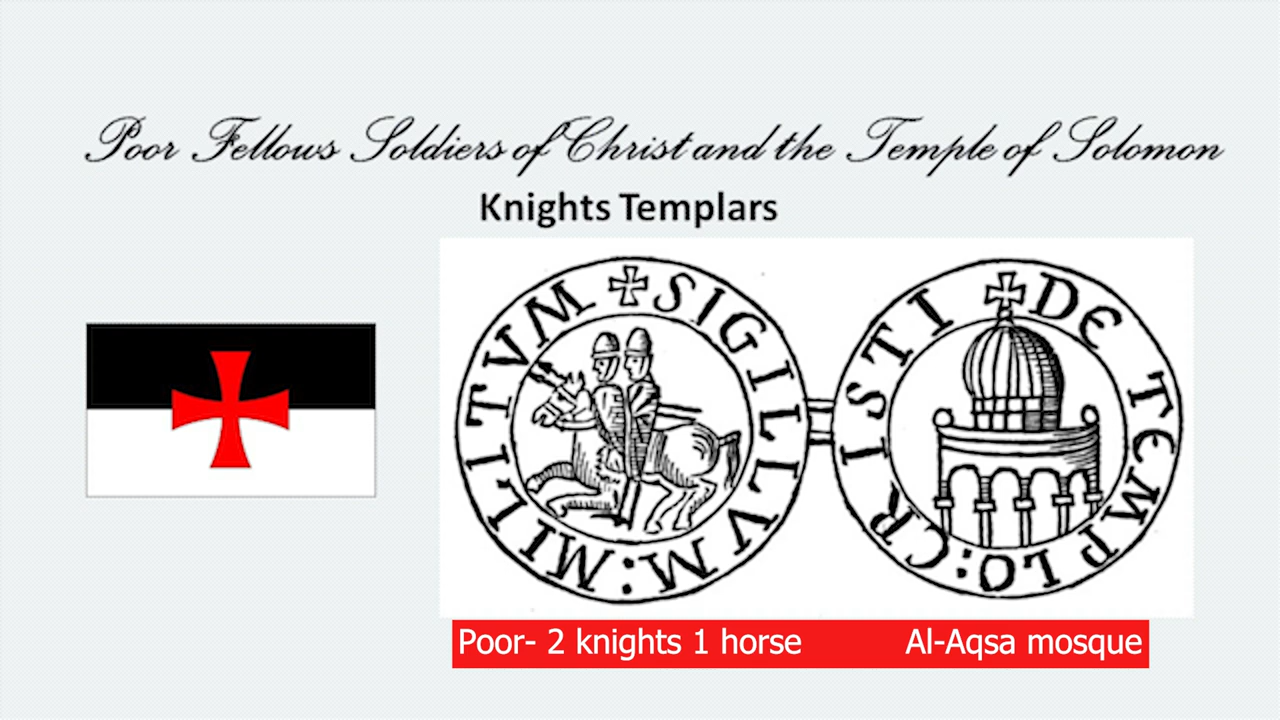 Poor Fellows Soldiers of Christ and the Temple of Solomon
Knights Templars
✠ SIGILLVM: MILITVM
✠ DE TEMPLO: CRISTI
Poor- 2 knights 1 horse
Al-Aqsa mosque